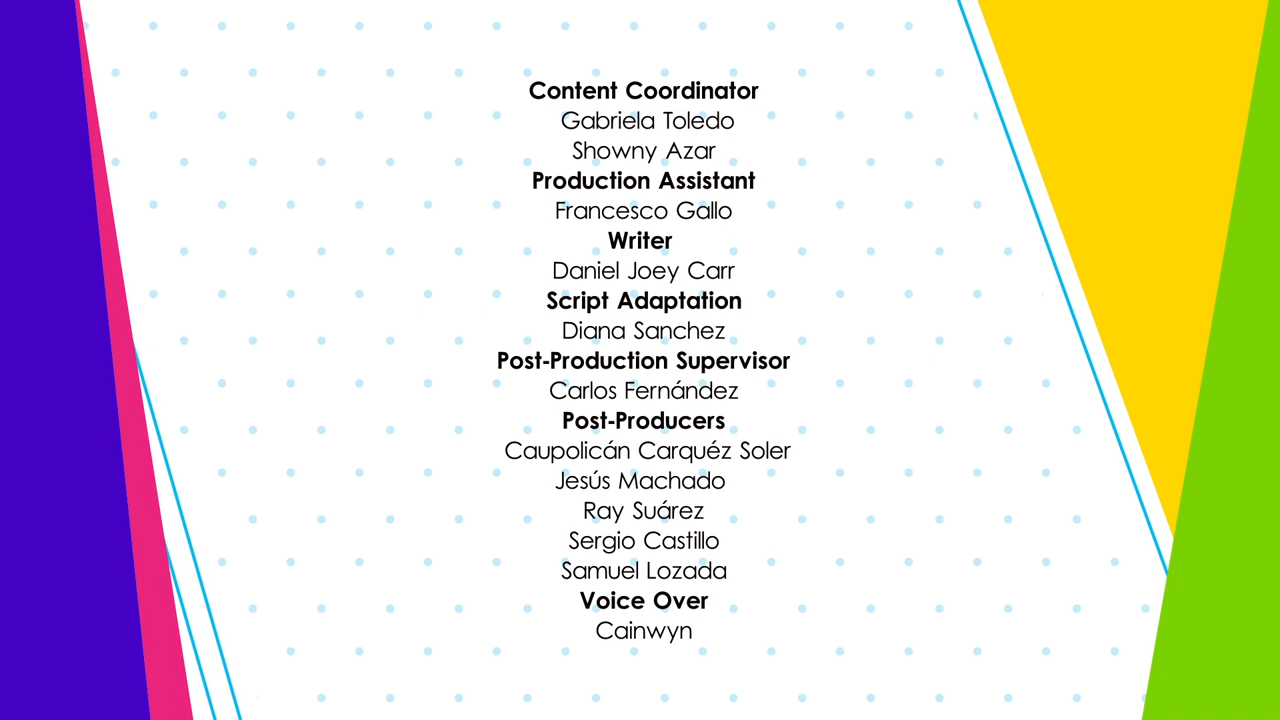 Content Coordinator
Gabriela Toledo
Showny Azar
Production Assistant
Francesco Gallo
Writer
Daniel Joey Carr
Script Adaptation
Diana Sanchez
Post-Production Supervisor
Carlos Fernández
Post-Producers
Caupolicán Carquéz Soler
Jesús Machado
Ray Suárez
Sergio Castillo
Samuel Lozada
Voice Over
Cainwyn